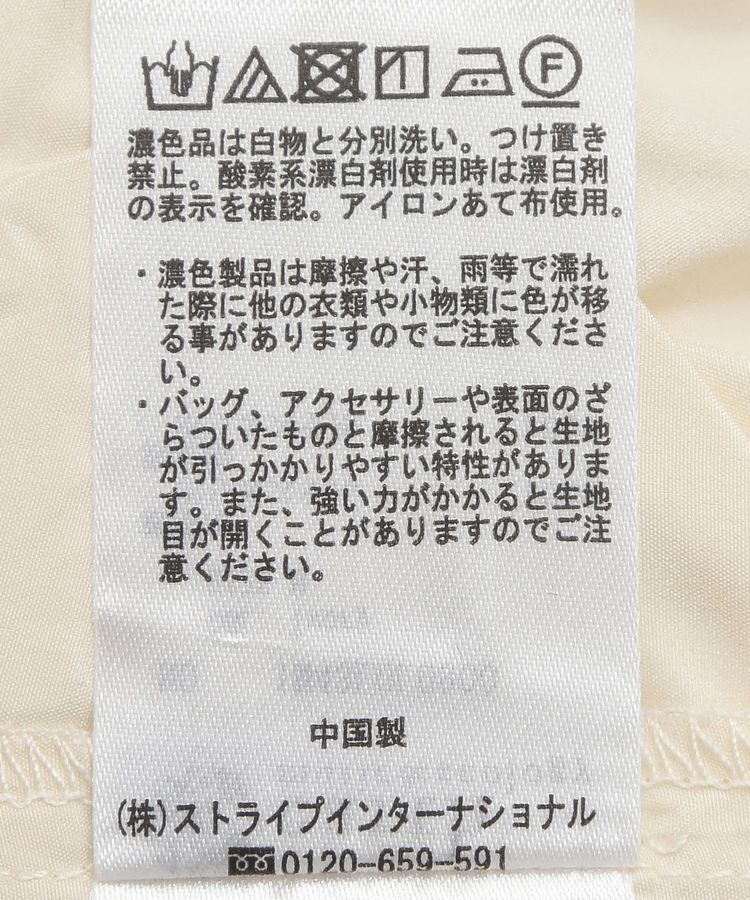 F
濃色品は白物と分別洗い。つけ置き
禁止。酸素系漂白剤使用時は漂白剤
の表示を確認。アイロンあて布使用。
・濃色製品は摩擦や汗、雨等で濡れ
た際に他の衣類や小物類に色が移
る事がありますのでご注意くださ
い。
・バッグ、アクセサリーや表面のざ
らついたものと摩擦されると生地
が引っかかりやすい特性がありま
す。また、強い力がかかると生地
目が開くことがありますのでご注
意ください。
中国製
(株)ストライプインターナショナル
0120-659-591